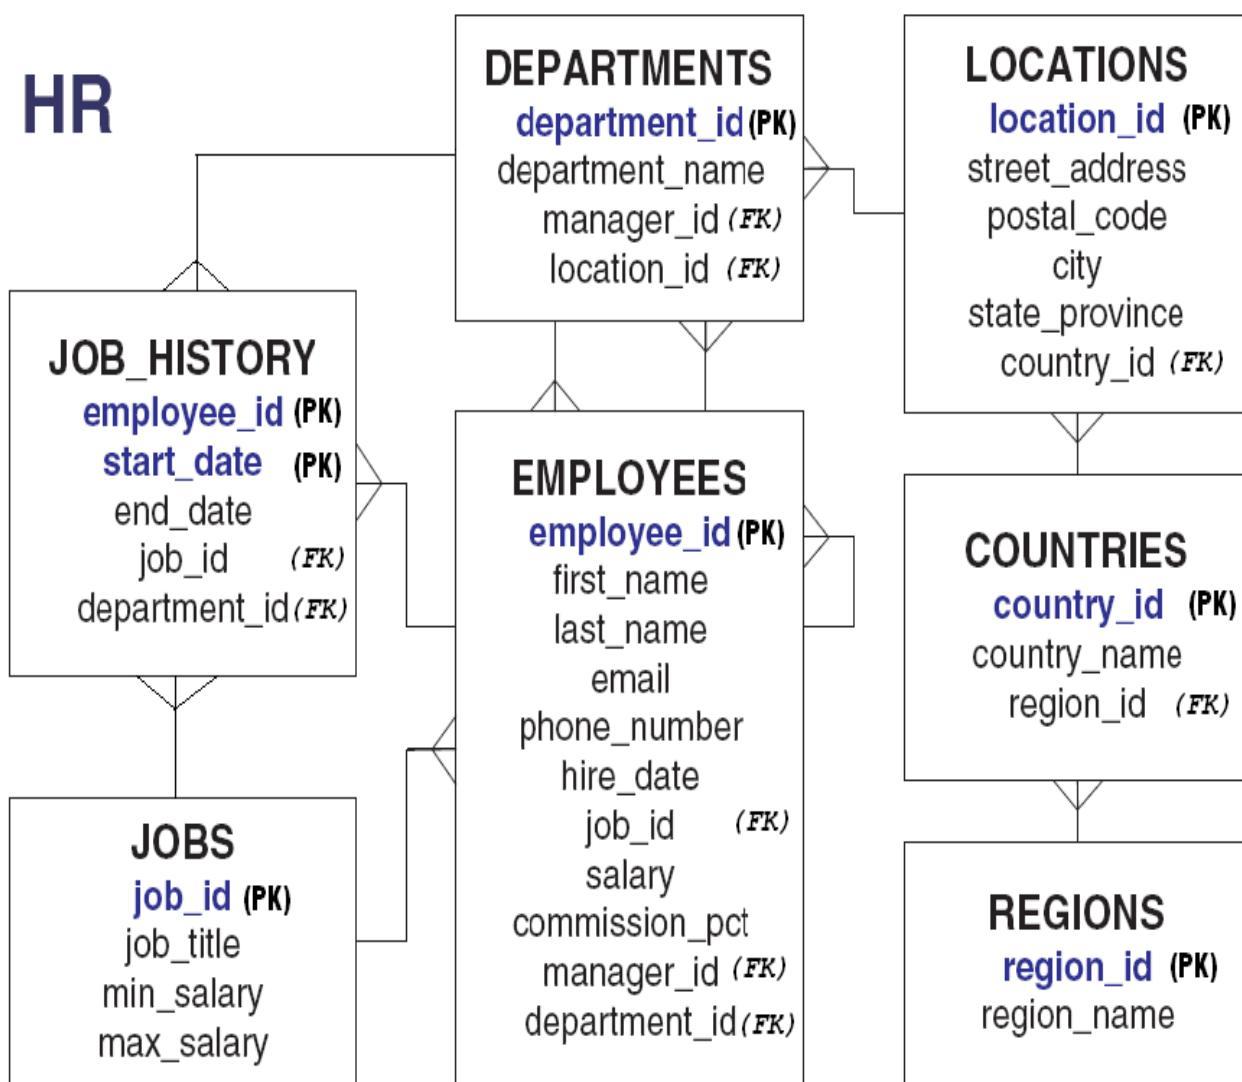 HR
DEPARTMENTS
department_id (PK)
department_name
manager_id (FK)
location_id (FK)
LOCATIONS
location_id (PK)
street_address
postal_code
city
state_province
country_id (FK)
JOB_HISTORY
employee_id (PK)
start_date (PK)
end_date
job_id (FK)
department_id (FK)
EMPLOYEES
employee_id (PK)
first_name
last_name
email
phone_number
hire_date
job_id (FK)
salary
commission_pct
manager_id (FK)
department_id (FK)
COUNTRIES
country_id (PK)
country_name
region_id (FK)
JOBS
job_id (PK)
job_title
min_salary
max_salary
REGIONS
region_id (PK)
region_name